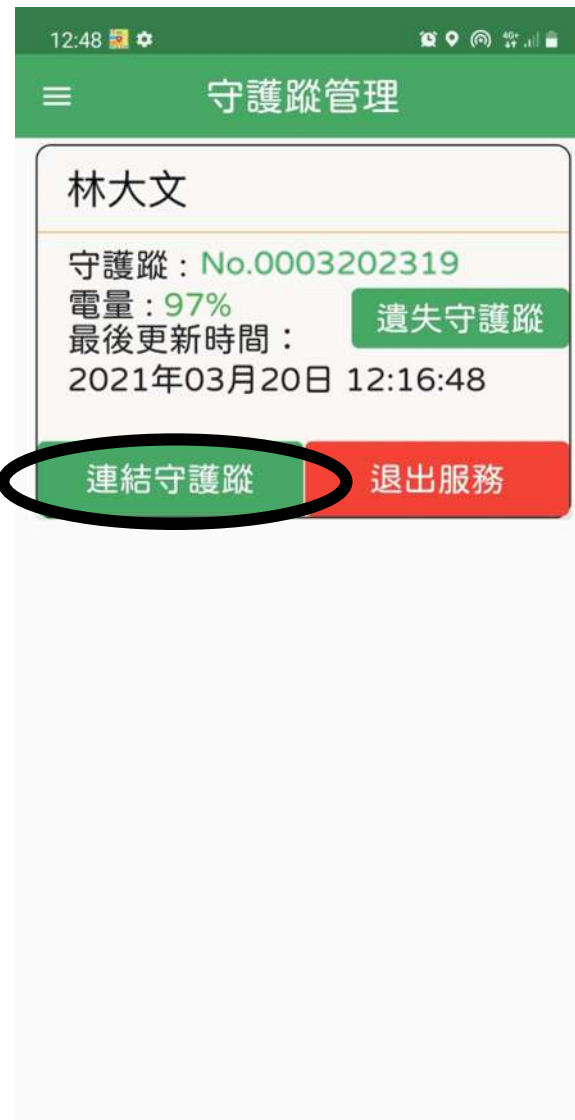 12:48
4G+
守護蹤管理
林大文
守護蹤：No.0003202319
電量：97%
遺失守護蹤
最後更新時間：
2021年03月20日 12:16:48
連結守護蹤 退出服務